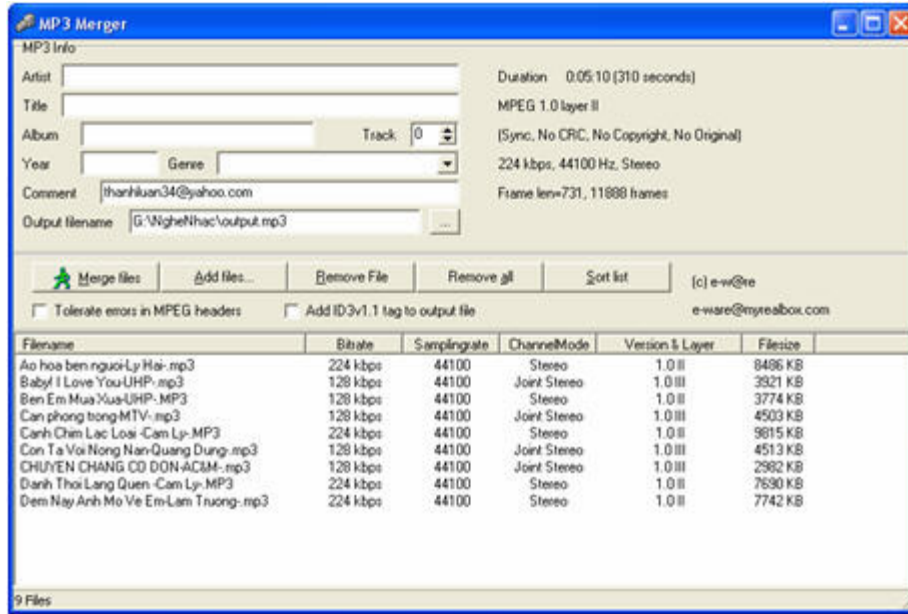 MP3 Merger
MP3 Info
Artist
Duration 0:05:10 (310 seconds)
Title
MPEG 1.0 layer II
Album Track 0
(Sync, No CRC, No Copyright, No Original)
Year Genre
224 kbps, 44100 Hz, Stereo
Comment thanhluan34@yahoo.com
Frame len=731, 11888 frames
Output filename G:\NgheNhac\output.mp3 ...
Merge files Add files... Remove File Remove all Sort list
(c) e-w@re
Tolerate errors in MPEG headers Add ID3v1.1 tag to output file
e-ware@myrealbox.com
Filename Bitrate Samplingrate ChannelMode Version & Layer Filesize
Ao hoa ben nguoi-Ly Hai-.mp3 224 kbps 44100 Stereo 1.0 II 8486 KB
Baby! I Love You-UHP-.mp3 128 kbps 44100 Joint Stereo 1.0 III 3921 KB
Ben Em Mua Xua-UHP-.MP3 128 kbps 44100 Stereo 1.0 III 3774 KB
Can phong trong-MTV-.mp3 128 kbps 44100 Joint Stereo 1.0 III 4503 KB
Canh Chim Lac Loai -Cam Ly-.MP3 224 kbps 44100 Stereo 1.0 II 9815 KB
Con Ta Voi Nong Nan-Quang Dung-.mp3 128 kbps 44100 Joint Stereo 1.0 III 4513 KB
CHUYEN CHANG CO DON-AC&M-.mp3 128 kbps 44100 Joint Stereo 1.0 III 2982 KB
Danh Thoi Lang Quen -Cam Ly-.MP3 224 kbps 44100 Stereo 1.0 II 7690 KB
Dem Nay Anh Mo Ve Em-Lam Truong-.mp3 224 kbps 44100 Stereo 1.0 II 7742 KB
9 Files